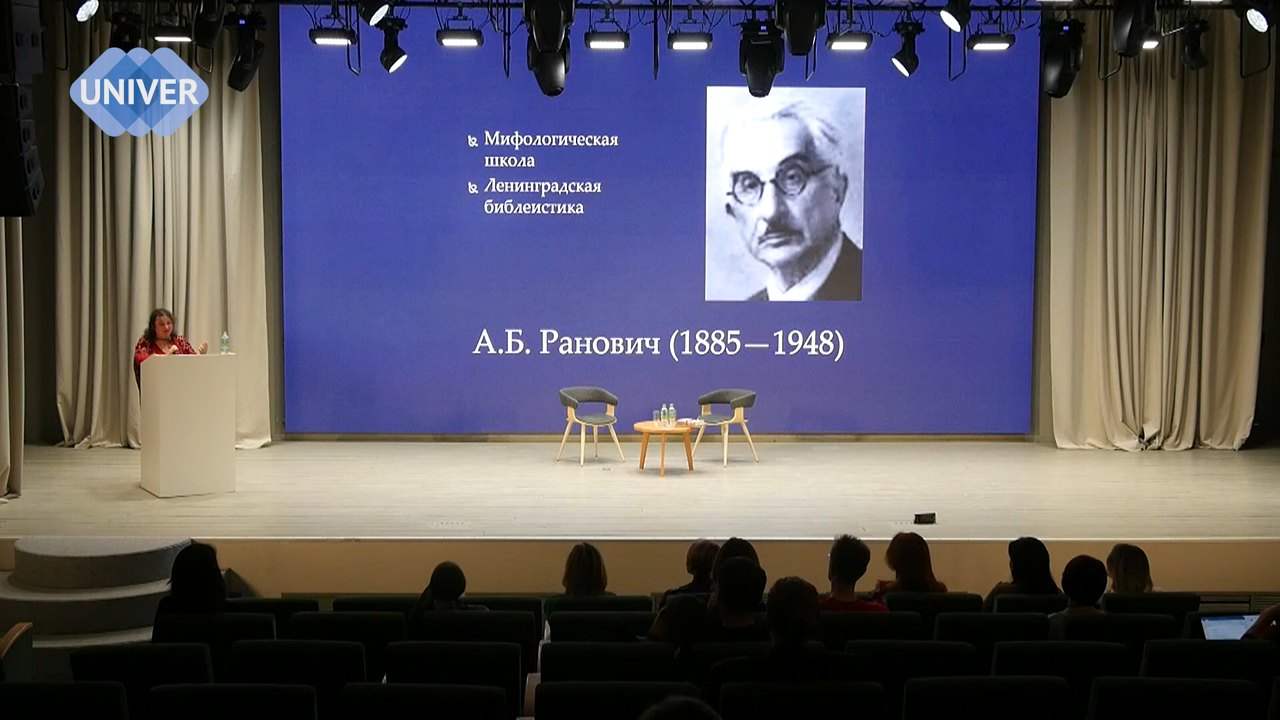 UNIVER
Мифологическая
школа
Ленинградская
библеистика
А.Б. Ранович (1885—1948)